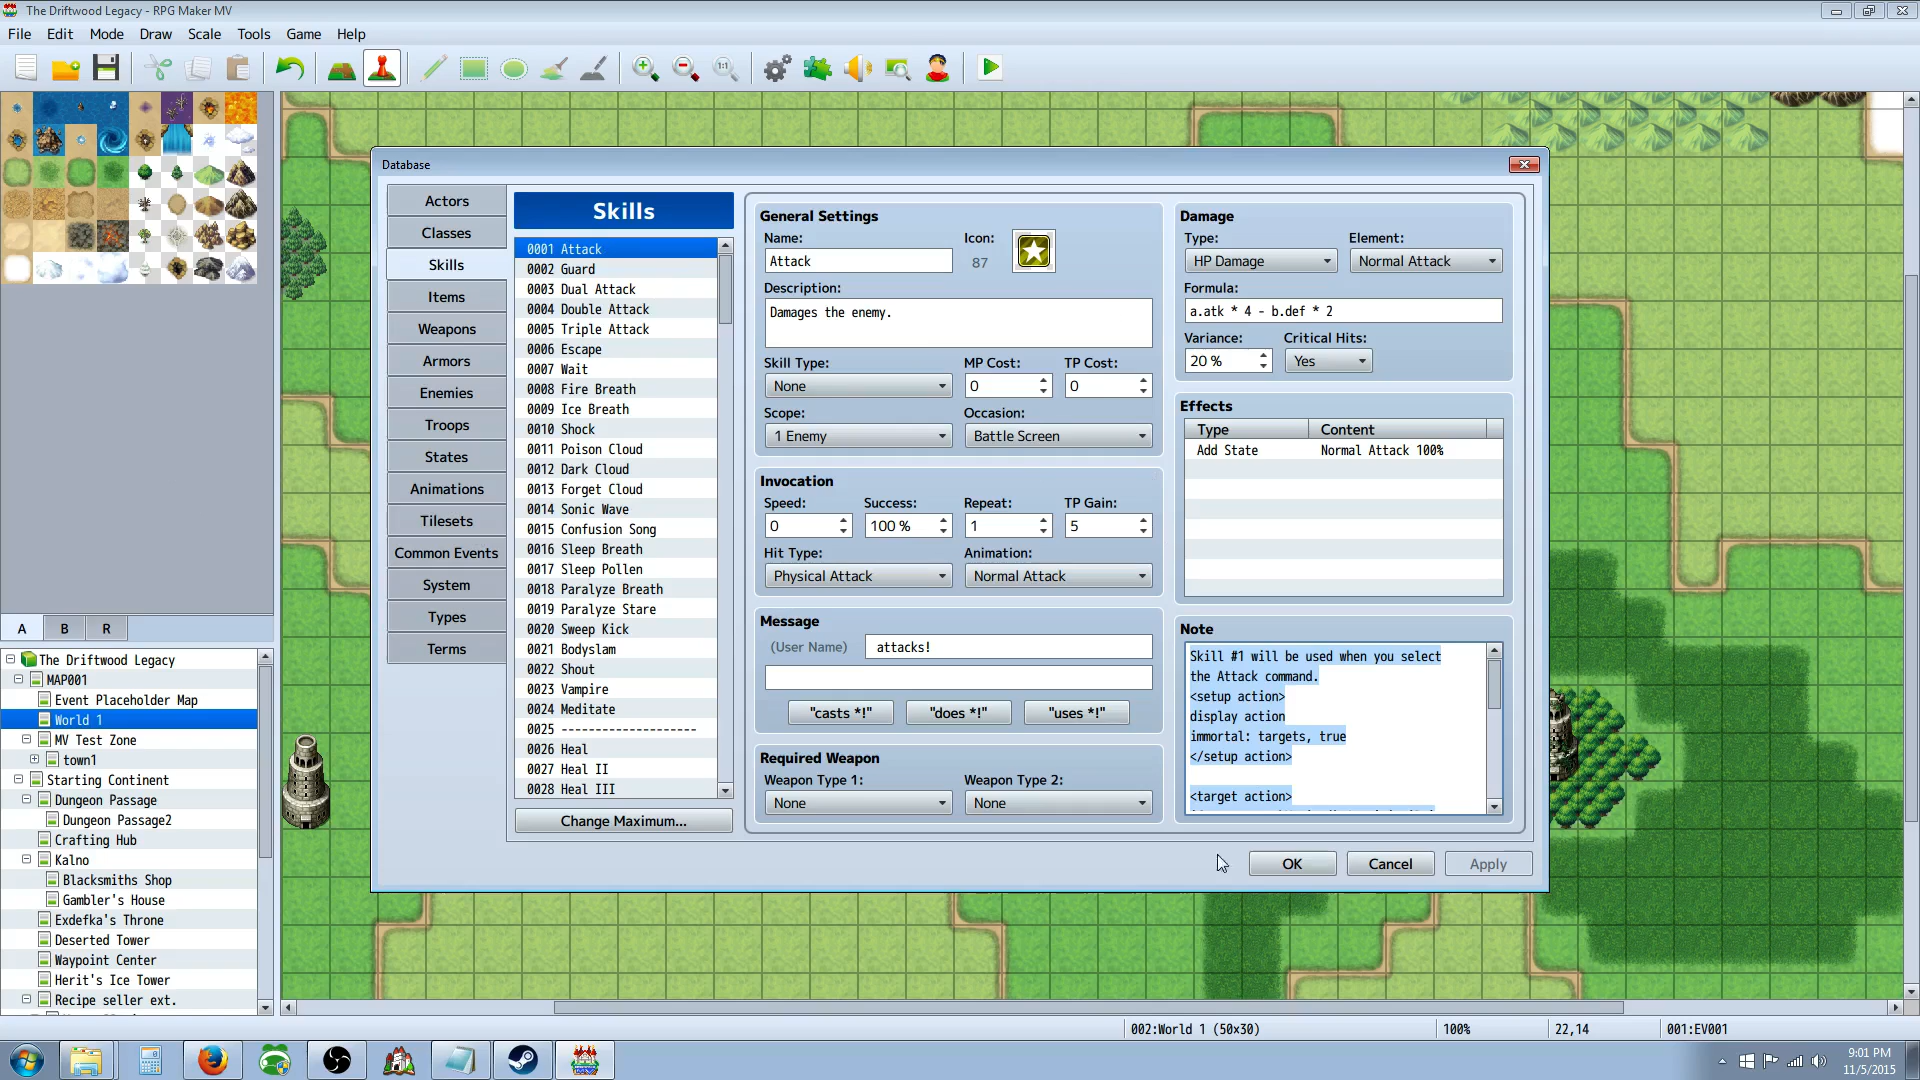 The Driftwood Legacy - RPG Maker MV
File Edit Mode Draw Scale Tools Game Help
1:1
Database
Actors
Classes
Skills
Items
Weapons
Armors
Enemies
Troops
States
Animations
Tilesets
Common Events
System
Types
Terms
Skills
0001 Attack
0002 Guard
0003 Dual Attack
0004 Double Attack
0005 Triple Attack
0006 Escape
0007 Wait
0008 Fire Breath
0009 Ice Breath
0010 Shock
0011 Poison Cloud
0012 Dark Cloud
0013 Forget Cloud
0014 Sonic Wave
0015 Confusion Song
0016 Sleep Breath
0017 Sleep Pollen
0018 Paralyze Breath
0019 Paralyze Stare
0020 Sweep Kick
0021 Bodyslam
0022 Shout
0023 Vampire
0024 Meditate
0025 --------------------
0026 Heal
0027 Heal II
0028 Heal III
Change Maximum...
General Settings
Name: Icon:
Attack 87
Description:
Damages the enemy.
Skill Type: MP Cost: TP Cost:
None 0 0
Scope: Occasion:
1 Enemy Battle Screen
Invocation
Speed: Success: Repeat: TP Gain:
0 100 % 1 5
Hit Type: Animation:
Physical Attack Normal Attack
Message
(User Name) attacks!
"casts *!" "does *!" "uses *!"
Required Weapon
Weapon Type 1: Weapon Type 2:
None None
Damage
Type: Element:
HP Damage Normal Attack
Formula:
a.atk * 4 - b.def * 2
Variance: Critical Hits:
20 % Yes
Effects
Type Content
Add State Normal Attack 100%
Note
Skill #1 will be used when you select
the Attack command.
<setup action>
display action
immortal: targets, true
</setup action>
<target action>
OK Cancel Apply
A B R
The Driftwood Legacy
MAP001
Event Placeholder Map
World 1
MV Test Zone
town1
Starting Continent
Dungeon Passage
Dungeon Passage2
Crafting Hub
Kalno
Blacksmiths Shop
Gambler's House
Exdefka's Throne
Deserted Tower
Waypoint Center
Herit's Ice Tower
Recipe seller ext.
002:World 1 (50x30) 100% 22,14 001:EV001
9:01 PM
11/5/2015